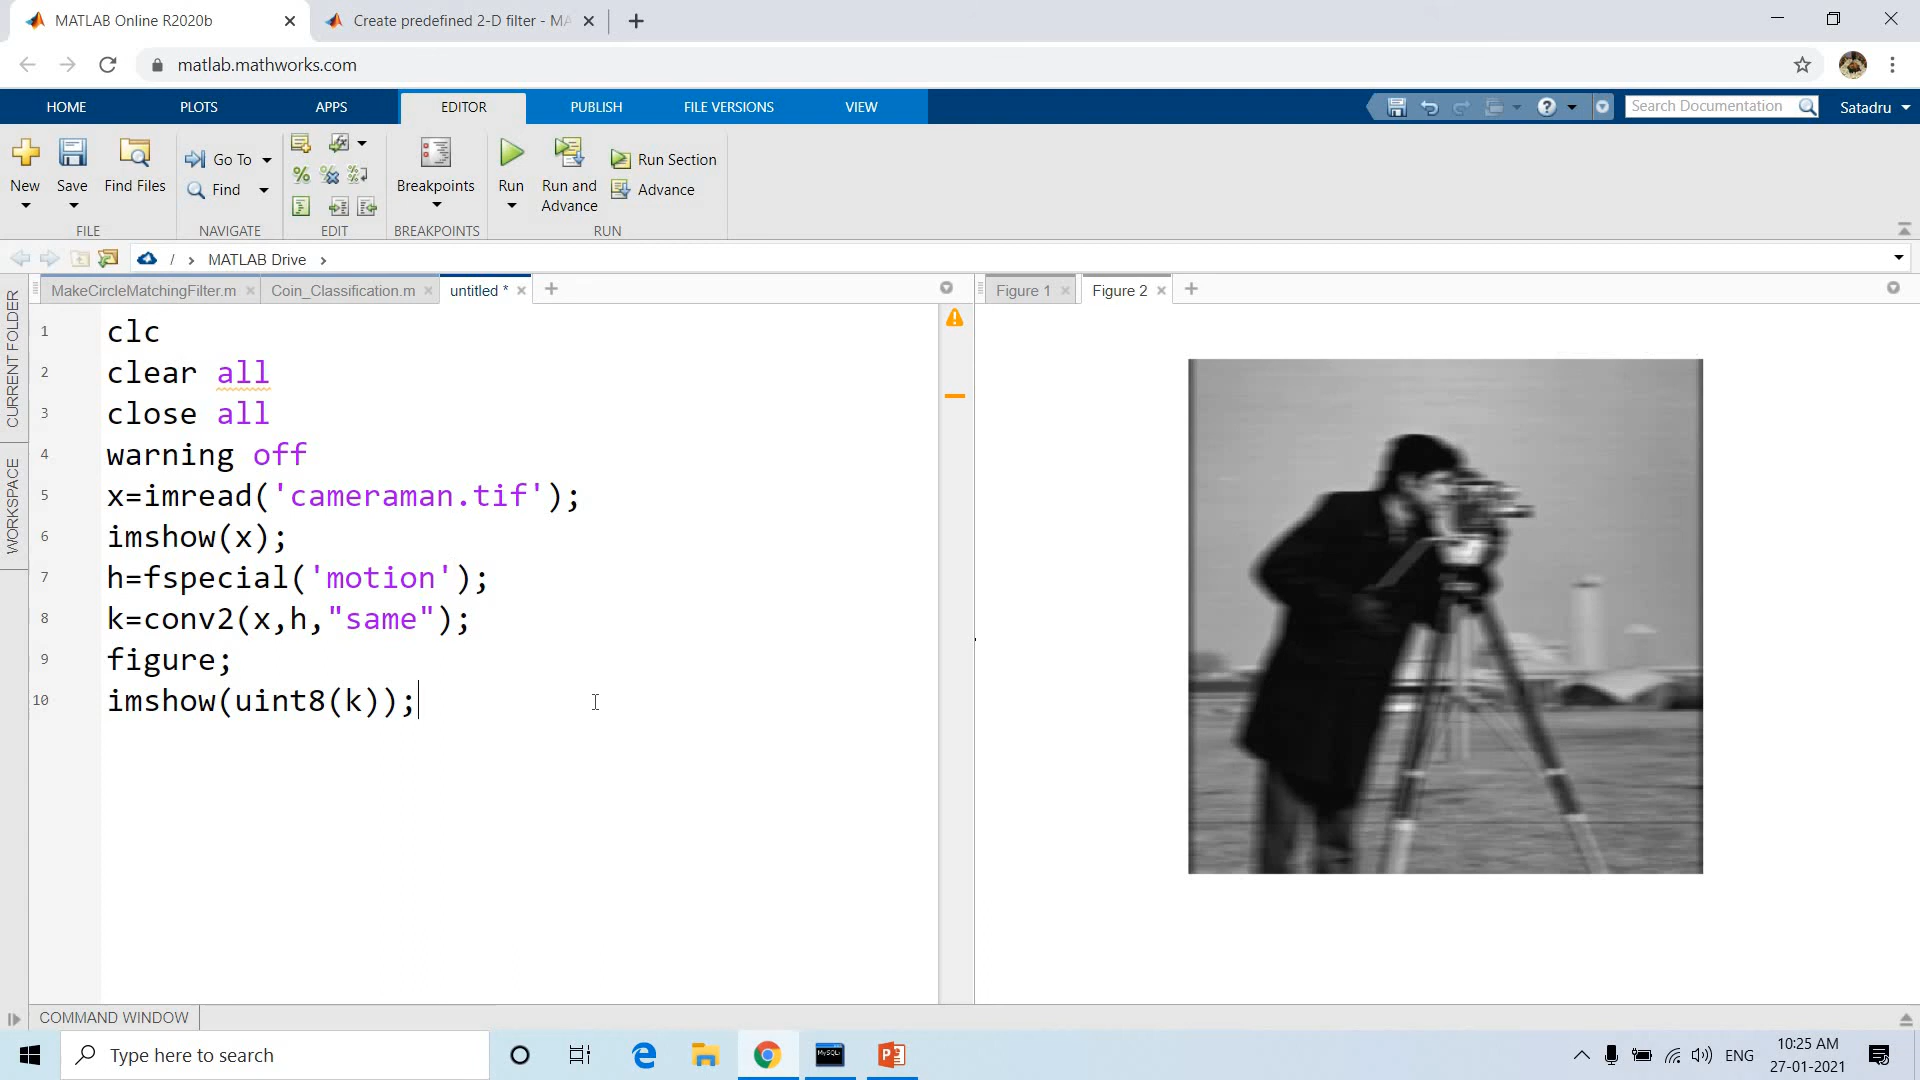 MATLAB Online R2020b
Create predefined 2-D filter - MA
matlab.mathworks.com
HOME PLOTS APPS EDITOR PUBLISH FILE VERSIONS VIEW
Search Documentation
Satadru
New
Save
Find Files
Go To
Find
Breakpoints
Run
Run and
Advance
Run Section
Advance
FILE NAVIGATE EDIT BREAKPOINTS RUN
/ › MATLAB Drive ›
CURRENT FOLDER
WORKSPACE
MakeCircleMatchingFilter.m
Coin_Classification.m
untitled *
Figure 1
Figure 2
1 clc
2 clear all
3 close all
4 warning off
5 x=imread('cameraman.tif');
6 imshow(x);
7 h=fspecial('motion');
8 k=conv2(x,h,"same");
9 figure;
10 imshow(uint8(k));
COMMAND WINDOW
Type here to search
MySQL
ENG
10:25 AM
27-01-2021